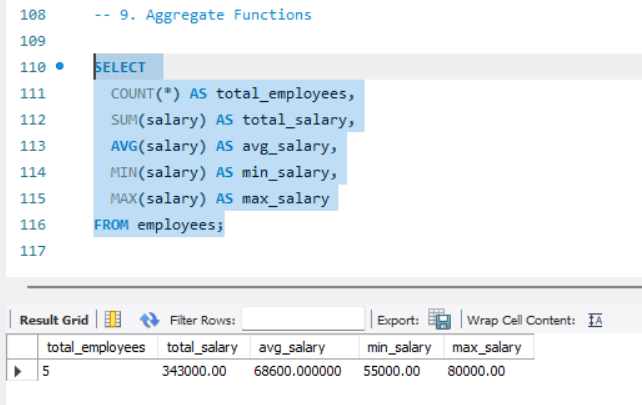 108 -- 9. Aggregate Functions
109
110 SELECT
111 COUNT(*) AS total_employees,
112 SUM(salary) AS total_salary,
113 AVG(salary) AS avg_salary,
114 MIN(salary) AS min_salary,
115 MAX(salary) AS max_salary
116 FROM employees;
117
Result Grid Filter Rows: Export: Wrap Cell Content: IA
total_employees total_salary avg_salary min_salary max_salary
5 343000.00 68600.000000 55000.00 80000.00